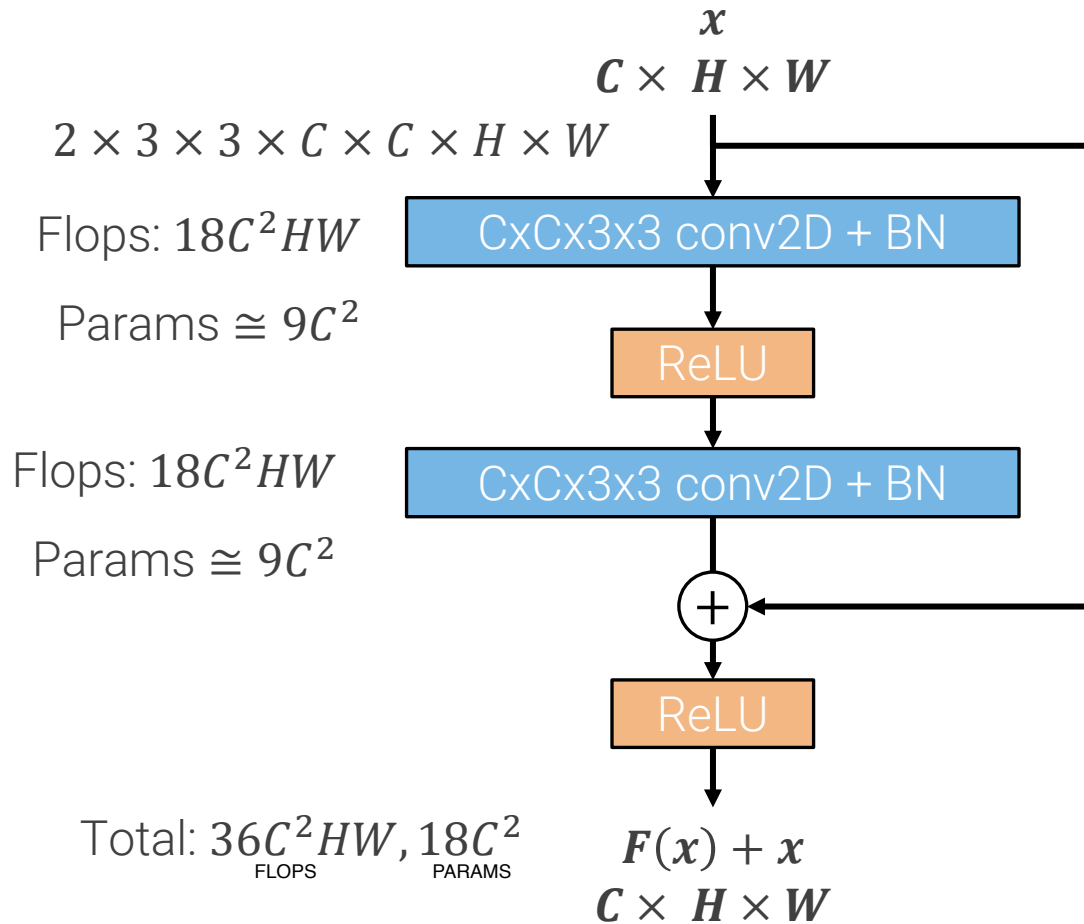 x
C × H × W
2 × 3 × 3 × C × C × H × W
Flops: 18C²HW
CxCx3x3 conv2D + BN
Params ≅ 9C²
ReLU
Flops: 18C²HW
CxCx3x3 conv2D + BN
Params ≅ 9C²
+
ReLU
Total: 36C²HW, 18C²
FLOPS PARAMS
F(x) + x
C × H × W